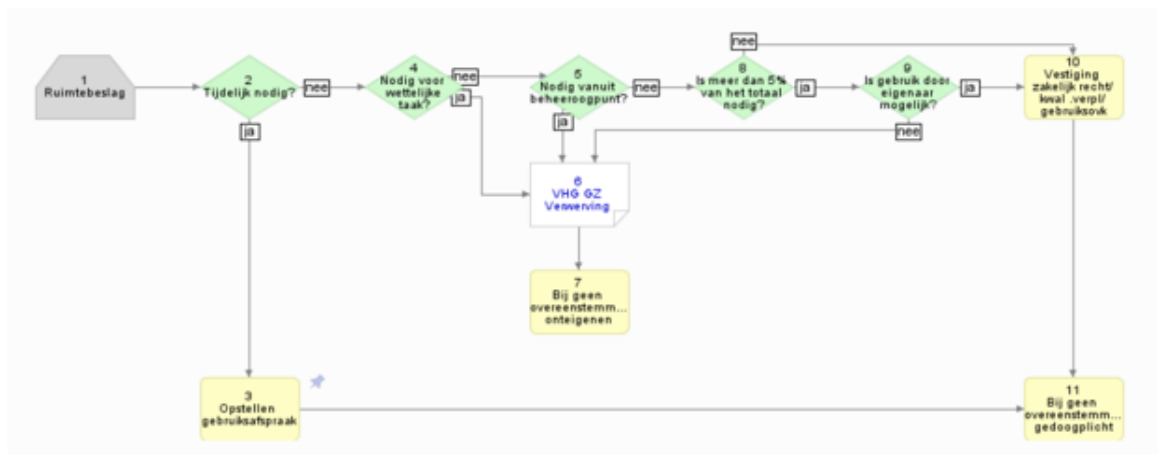 1
Ruimtebeslag
2
Tijdelijk nodig?
nee
ja
4
Nodig voor
wettelijke
taak?
nee
ja
5
Nodig vanuit
beheeroogpunt?
nee
ja
8
Is meer dan 5%
van het totaal
nodig?
nee
ja
9
Is gebruik door
eigenaar
mogelijk?
ja
nee
10
Vestiging
zakelijk recht/
kwal .verpl/
gebruiksovk
6
VHG GZ
Verwerving
7
Bij geen
overeenstemm...
onteigenen
3
Opstellen
gebruiksafspraak
11
Bij geen
overeenstemm...
gedoogplicht